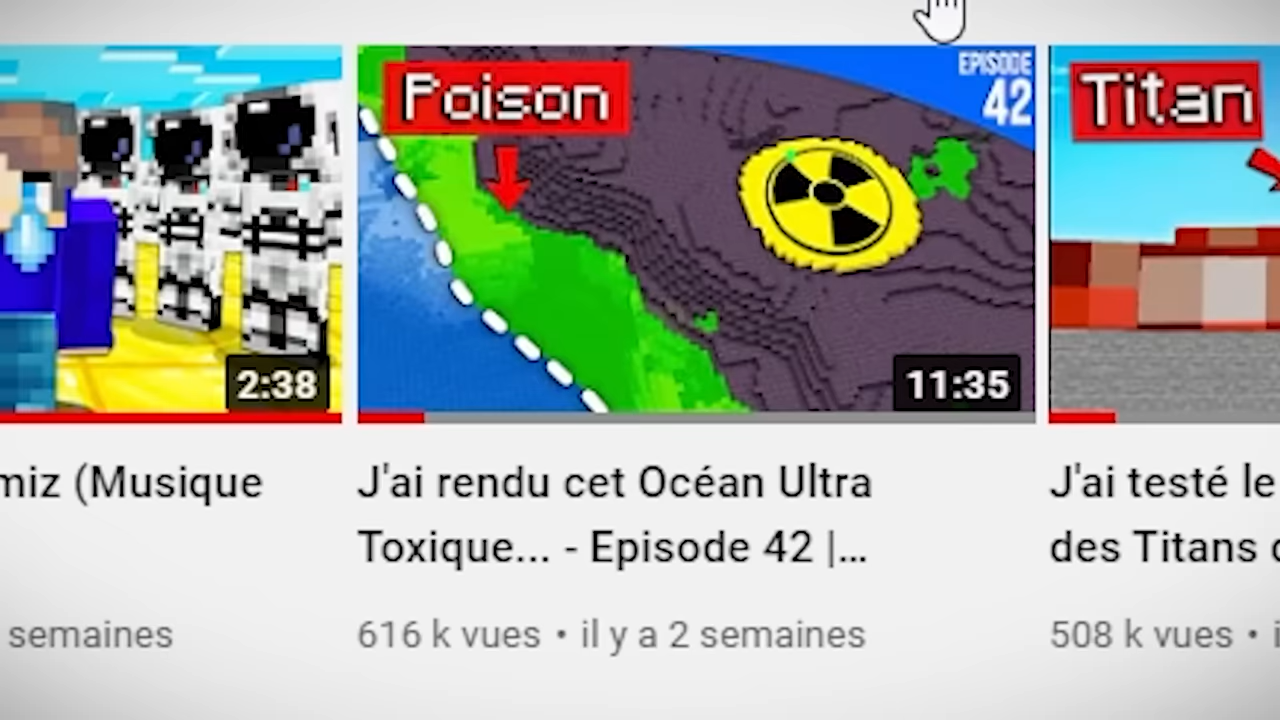 Poison
EPISODE
42
Titan
2:38
11:35
miz (Musique
semaines
J'ai rendu cet Océan Ultra
Toxique... - Episode 42 |...
616 k vues • il y a 2 semaines
J'ai testé le
des Titans
508 k vues •